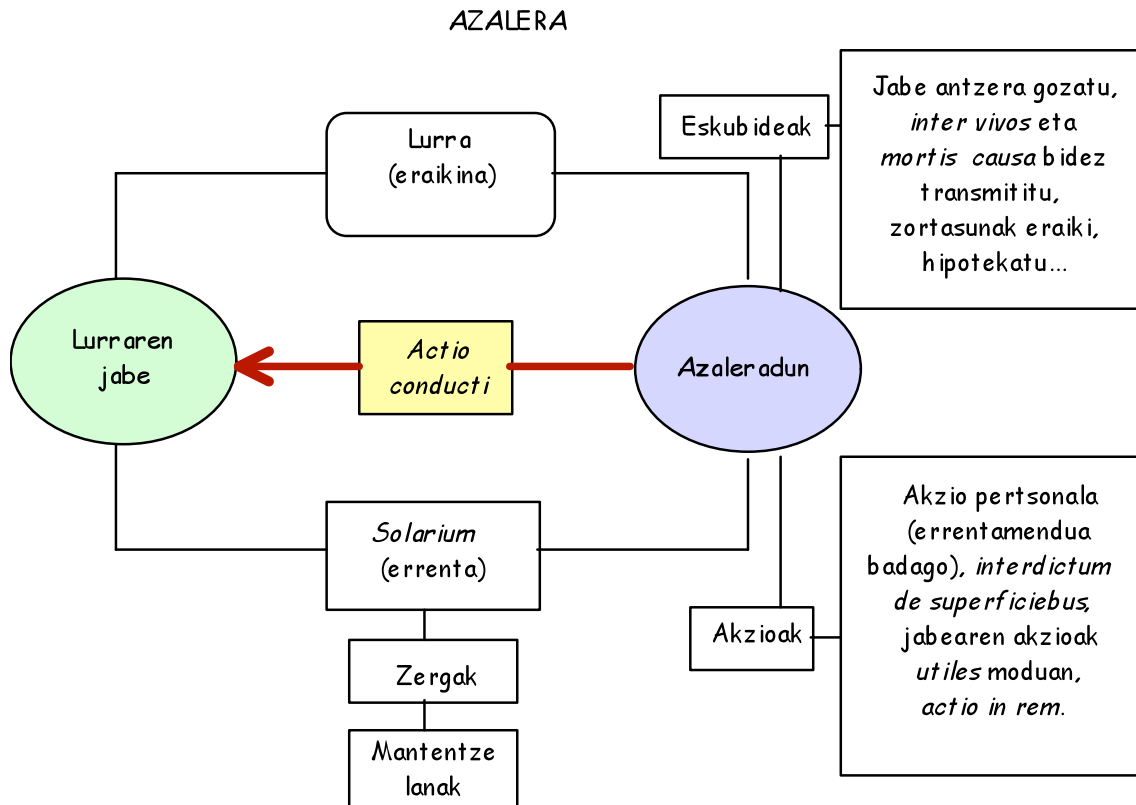 AZALERA
Lurra
(eraikina)
Eskubideak
Jabe antzera gozatu,
inter vivos eta
mortis causa bidez
transmititu,
zortasunak eraiki,
hipotekatu...
Lurraren
jabe
Actio
conducti
Azaleradun
Solarium
(errenta)
Zergak
Mantentze
lanak
Akzioak
Akzio pertsonala
(errentamendua
badago), interdictum
de superficiebus,
jabearen akzioak
utiles moduan,
actio in rem.